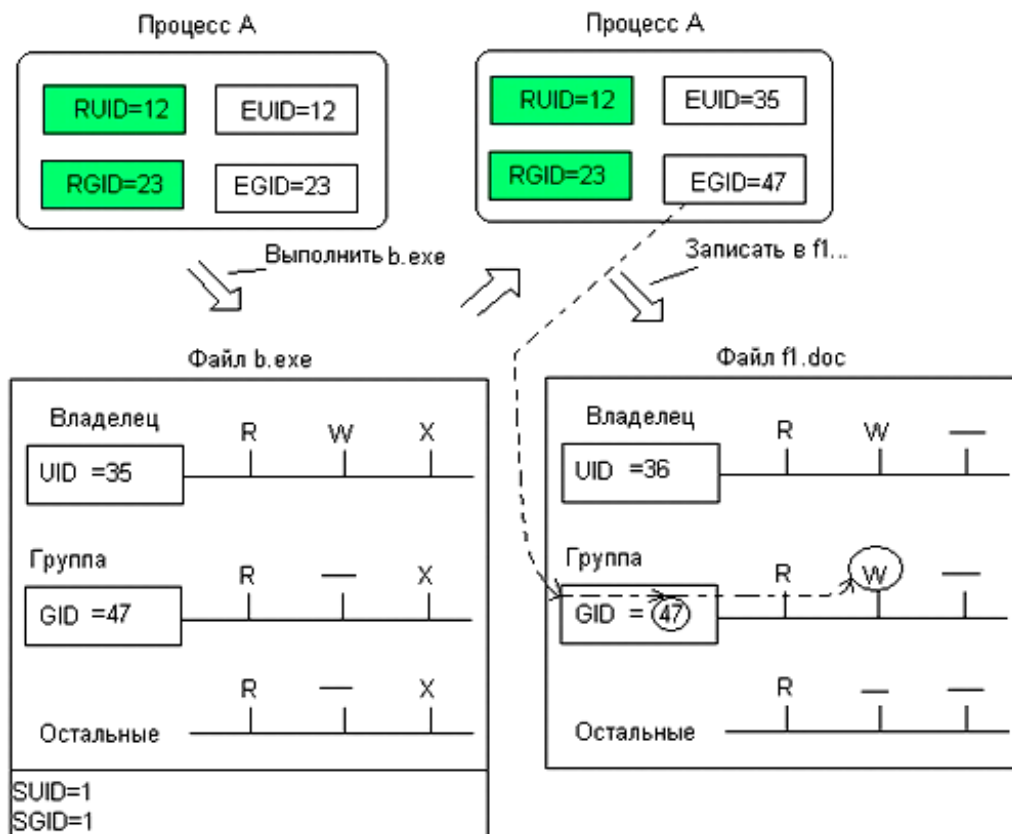 Процесс A
Процесс A
RUID=12
EUID=12
RGID=23
EGID=23
RUID=12
EUID=35
RGID=23
EGID=47
Выполнить b.exe
Записать в f1...
Файл b.exe
Владелец
R W X
UID =35
Группа
R — X
GID =47
R — X
Остальные
SUID=1
SGID=1
Файл f1.doc
R W —
UID =36
Группа
R W —
GID = 47
R — —
Остальные